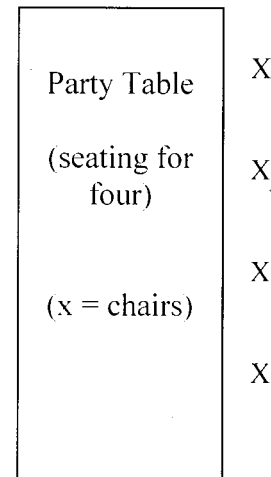 Party Table
X
(seating for
four)
X
(x = chairs)
X
X